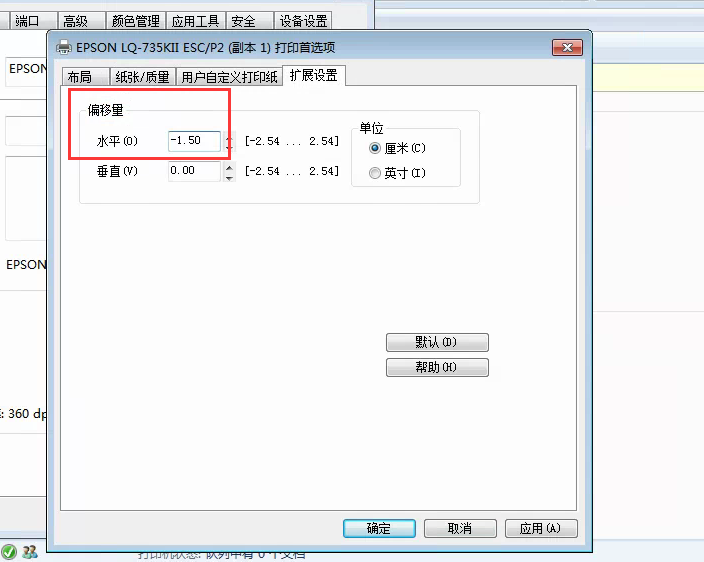 端口 高级 颜色管理 应用工具 安全 设备设置
EPSON LQ-735KII ESC/P2 (副本 1) 打印首选项
布局 纸张/质量 用户自定义打印纸 扩展设置
EPSON
偏移量
水平(O) -1.50 [-2.54 ... 2.54]
垂直(V) 0.00 [-2.54 ... 2.54]
单位
厘米(C)
英寸(I)
EPSON
默认(D)
帮助(H)
: 360 dp
确定 取消 应用(A)
打印机状态: 队列中有 0 个文档